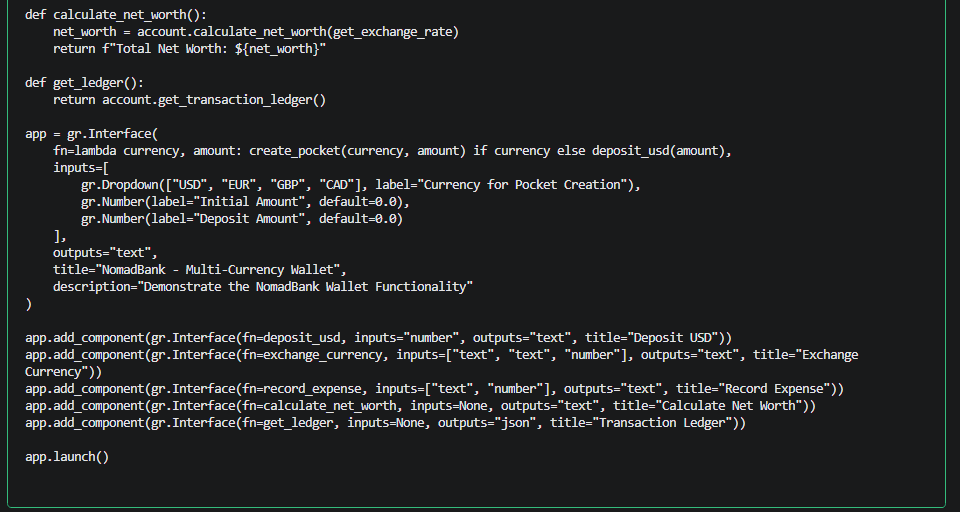 def calculate_net_worth():
    net_worth = account.calculate_net_worth(get_exchange_rate)
    return f"Total Net Worth: ${net_worth}"

def get_ledger():
    return account.get_transaction_ledger()

app = gr.Interface(
    fn=lambda currency, amount: create_pocket(currency, amount) if currency else deposit_usd(amount),
    inputs=[
        gr.Dropdown(["USD", "EUR", "GBP", "CAD"], label="Currency for Pocket Creation"),
        gr.Number(label="Initial Amount", default=0.0),
        gr.Number(label="Deposit Amount", default=0.0)
    ],
    outputs="text",
    title="NomadBank - Multi-Currency Wallet",
    description="Demonstrate the NomadBank Wallet Functionality"
)

app.add_component(gr.Interface(fn=deposit_usd, inputs="number", outputs="text", title="Deposit USD"))
app.add_component(gr.Interface(fn=exchange_currency, inputs=["text", "text", "number"], outputs="text", title="Exchange
Currency"))
app.add_component(gr.Interface(fn=record_expense, inputs=["text", "number"], outputs="text", title="Record Expense"))
app.add_component(gr.Interface(fn=calculate_net_worth, inputs=None, outputs="text", title="Calculate Net Worth"))
app.add_component(gr.Interface(fn=get_ledger, inputs=None, outputs="json", title="Transaction Ledger"))

app.launch()